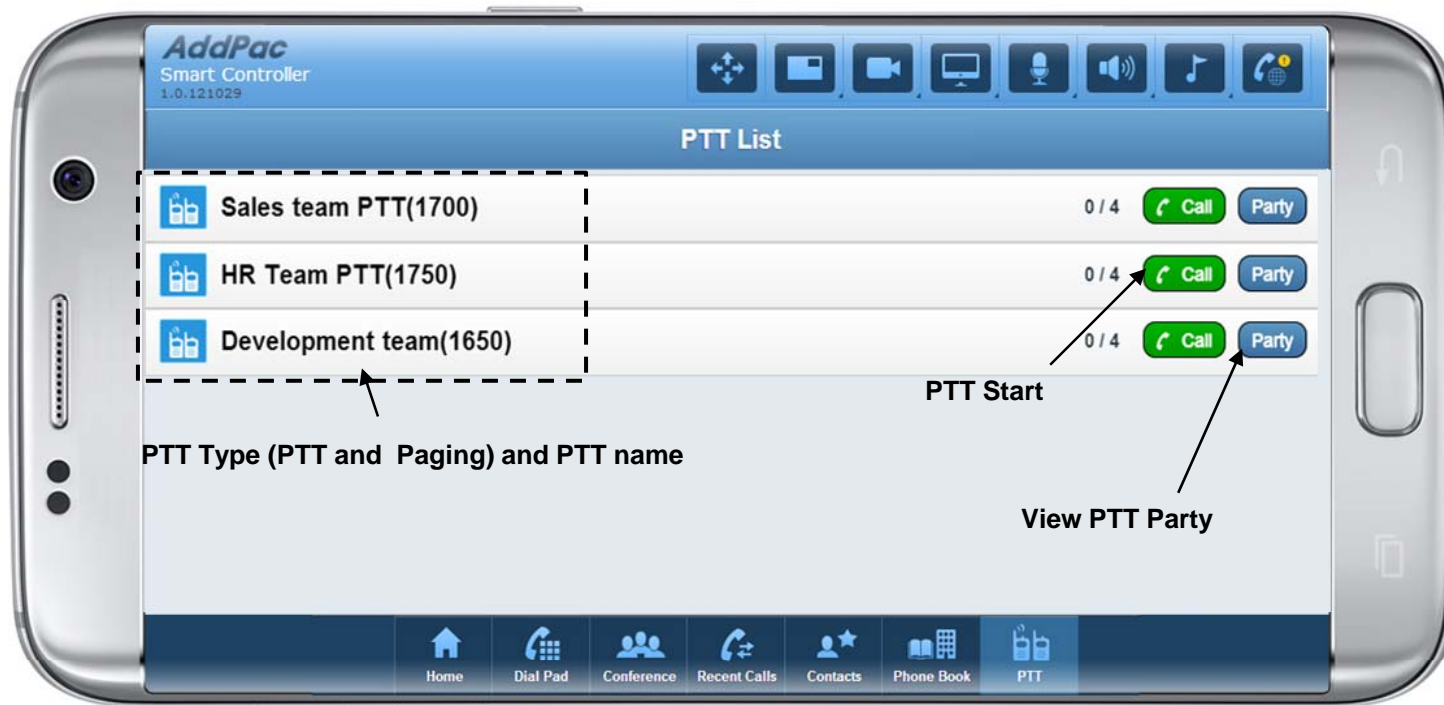 AddPac
Smart Controller
1.0.121029
PTT List
Sales team PTT(1700) 0 / 4 Call Party
HR Team PTT(1750) 0 / 4 Call Party
Development team(1650) 0 / 4 Call Party
PTT Start
PTT Type (PTT and Paging) and PTT name
View PTT Party
Home Dial Pad Conference Recent Calls Contacts Phone Book PTT